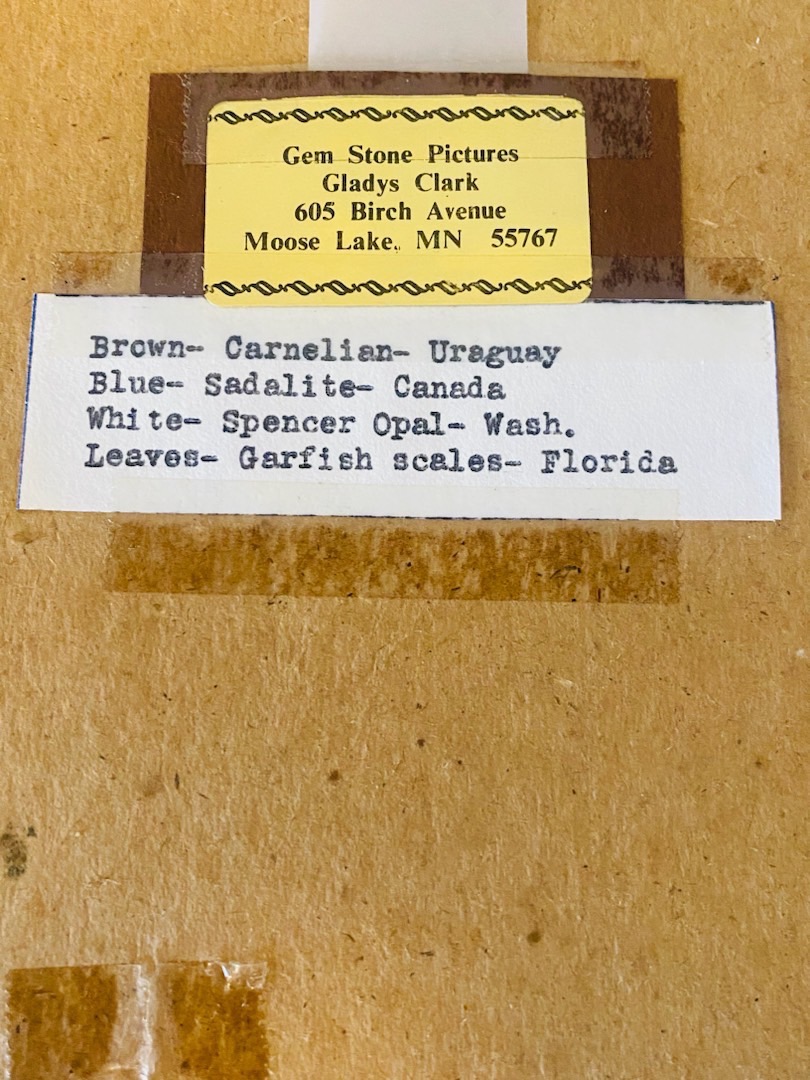 Gem Stone Pictures
Gladys Clark
605 Birch Avenue
Moose Lake, MN 55767
Brown- Carnelian- Uraguay
Blue- Sadalite- Canada
White- Spencer Opal- Wash.
Leaves- Garfish scales- Florida